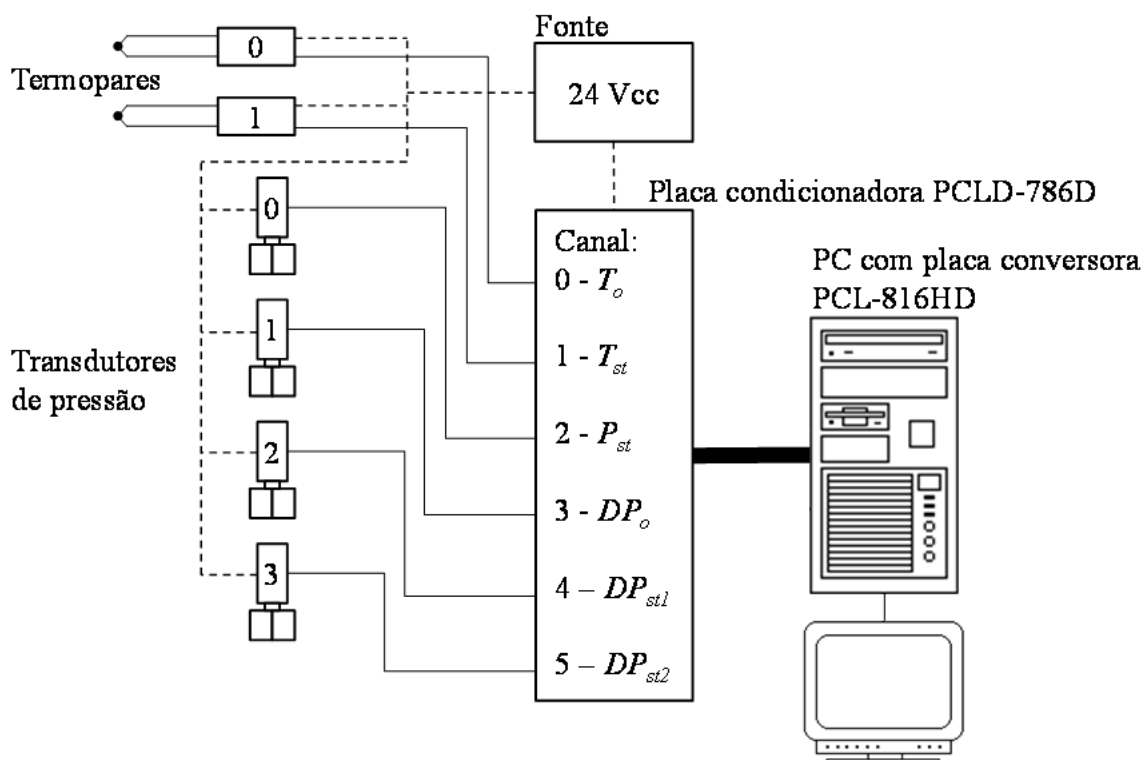 Fonte
24 Vcc
Termopares
0
1
Placa condicionadora PCLD-786D
Canal:
0 - To
1 - Tst
2 - Pst
3 - DPo
4 – DPst1
5 – DPst2
PC com placa conversora
PCL-816HD
Transdutores
de pressão
0
1
2
3